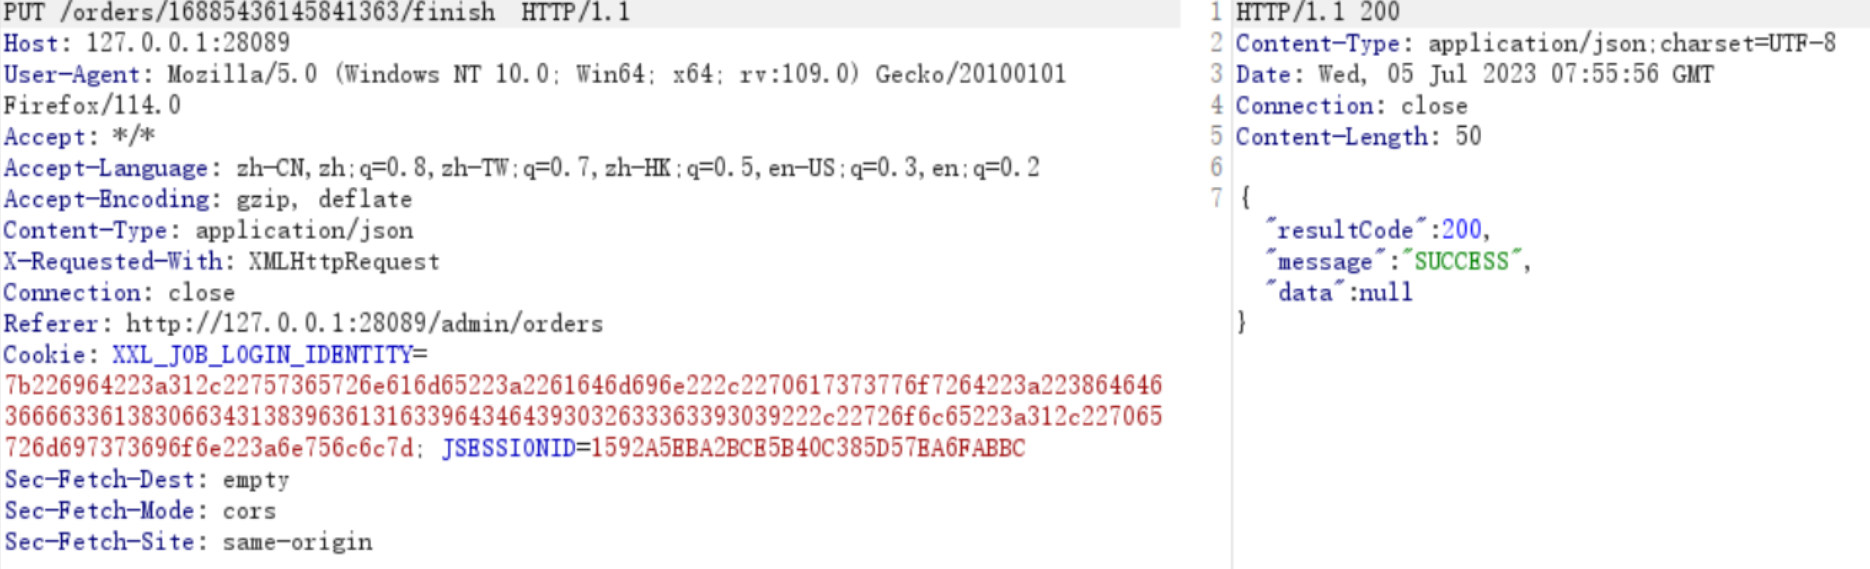 PUT /orders/16885436145841363/finish  HTTP/1.1
Host: 127.0.0.1:28089
User-Agent: Mozilla/5.0 (Windows NT 10.0; Win64; x64; rv:109.0) Gecko/20100101
Firefox/114.0
Accept: */*
Accept-Language: zh-CN,zh;q=0.8,zh-TW;q=0.7,zh-HK;q=0.5,en-US;q=0.3,en;q=0.2
Accept-Encoding: gzip, deflate
Content-Type: application/json
X-Requested-With: XMLHttpRequest
Connection: close
Referer: http://127.0.0.1:28089/admin/orders
Cookie: XXL_JOB_LOGIN_IDENTITY=
7b226964223a312c22757365726e616d65223a2261646d696e222c2270617373776f7264223a223864646
366663361383066343138396361316339643464393032633363393039222c22726f6c65223a312c227065
726d697373696f6e223a6e756c6c7d; JSESSIONID=1592A5EBA2BCE5B40C385D57EA6FABBC
Sec-Fetch-Dest: empty
Sec-Fetch-Mode: cors
Sec-Fetch-Site: same-origin
1 HTTP/1.1 200
2 Content-Type: application/json;charset=UTF-8
3 Date: Wed, 05 Jul 2023 07:55:56 GMT
4 Connection: close
5 Content-Length: 50
6
7 {
"resultCode":200,
"message":"SUCCESS",
"data":null
}